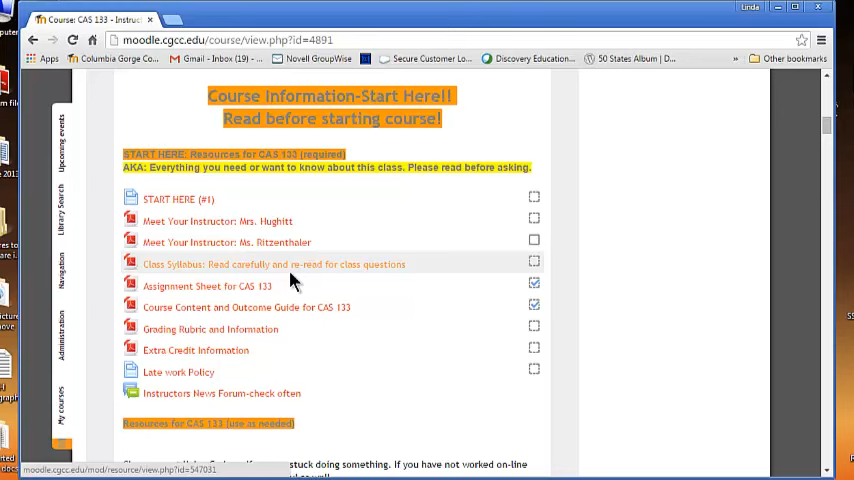 Linda
Course: CAS 133 - Instruct
moodle.cgcc.edu/course/view.php?id=4891
Apps
Columbia Gorge Co...
Gmail - Inbox (19) - ...
Novell GroupWise
Secure Customer Lo...
Discovery Education...
50 States Album | D...
»
Other bookmarks
Course Information-Start Here!!
Read before starting course!
START HERE: Resources for CAS 133 (required)
AKA: Everything you need or want to know about this class. Please read before asking.
START HERE (#1)
Meet Your Instructor: Mrs. Hughitt
Meet Your Instructor: Ms. Ritzenthaler
Class Syllabus: Read carefully and re-read for class questions
Assignment Sheet for CAS 133
Course Content and Outcome Guide for CAS 133
Grading Rubric and Information
Extra Credit Information
Late work Policy
Instructors News Forum-check often
Resources for CAS 133 (use as needed)
stuck doing something. If you have not worked on-line
Upcoming events
Library Search
Navigation
Administration
My courses
moodle.cgcc.edu/mod/resource/view.php?id=547031